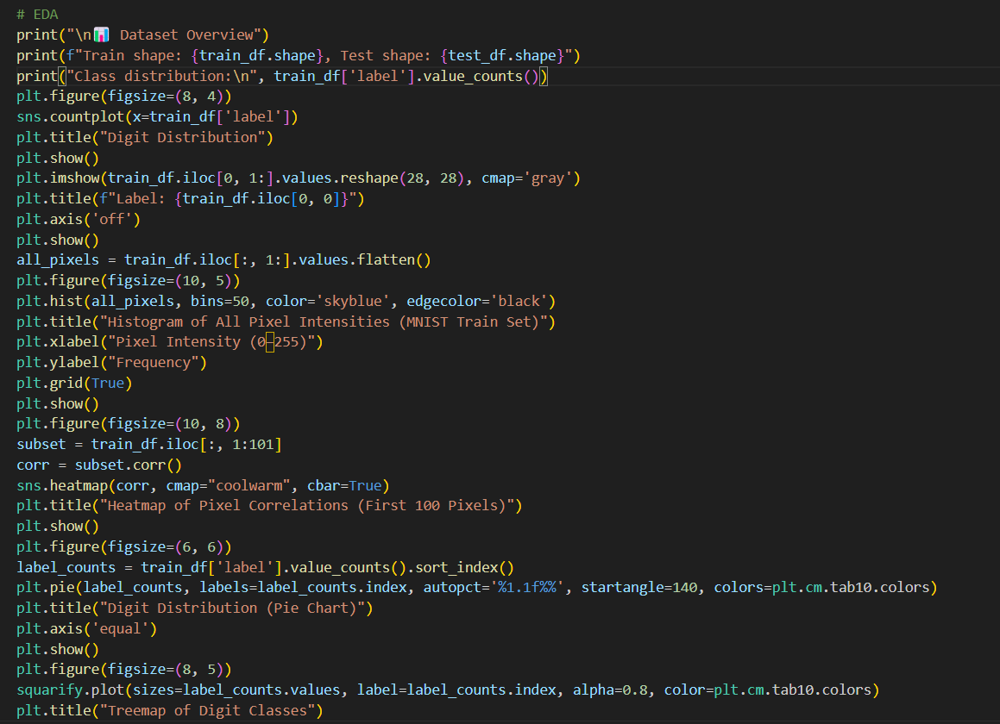 # EDA
print("\n📊 Dataset Overview")
print(f"Train shape: {train_df.shape}, Test shape: {test_df.shape}")
print("Class distribution:\n", train_df['label'].value_counts())
plt.figure(figsize=(8, 4))
sns.countplot(x=train_df['label'])
plt.title("Digit Distribution")
plt.show()
plt.imshow(train_df.iloc[0, 1:].values.reshape(28, 28), cmap='gray')
plt.title(f"Label: {train_df.iloc[0, 0]}")
plt.axis('off')
plt.show()
all_pixels = train_df.iloc[:, 1:].values.flatten()
plt.figure(figsize=(10, 5))
plt.hist(all_pixels, bins=50, color='skyblue', edgecolor='black')
plt.title("Histogram of All Pixel Intensities (MNIST Train Set)")
plt.xlabel("Pixel Intensity (0–255)")
plt.ylabel("Frequency")
plt.grid(True)
plt.show()
plt.figure(figsize=(10, 8))
subset = train_df.iloc[:, 1:101]
corr = subset.corr()
sns.heatmap(corr, cmap="coolwarm", cbar=True)
plt.title("Heatmap of Pixel Correlations (First 100 Pixels)")
plt.show()
plt.figure(figsize=(6, 6))
label_counts = train_df['label'].value_counts().sort_index()
plt.pie(label_counts, labels=label_counts.index, autopct='%1.1f%%', startangle=140, colors=plt.cm.tab10.colors)
plt.title("Digit Distribution (Pie Chart)")
plt.axis('equal')
plt.show()
plt.figure(figsize=(8, 5))
squarify.plot(sizes=label_counts.values, label=label_counts.index, alpha=0.8, color=plt.cm.tab10.colors)
plt.title("Treemap of Digit Classes")